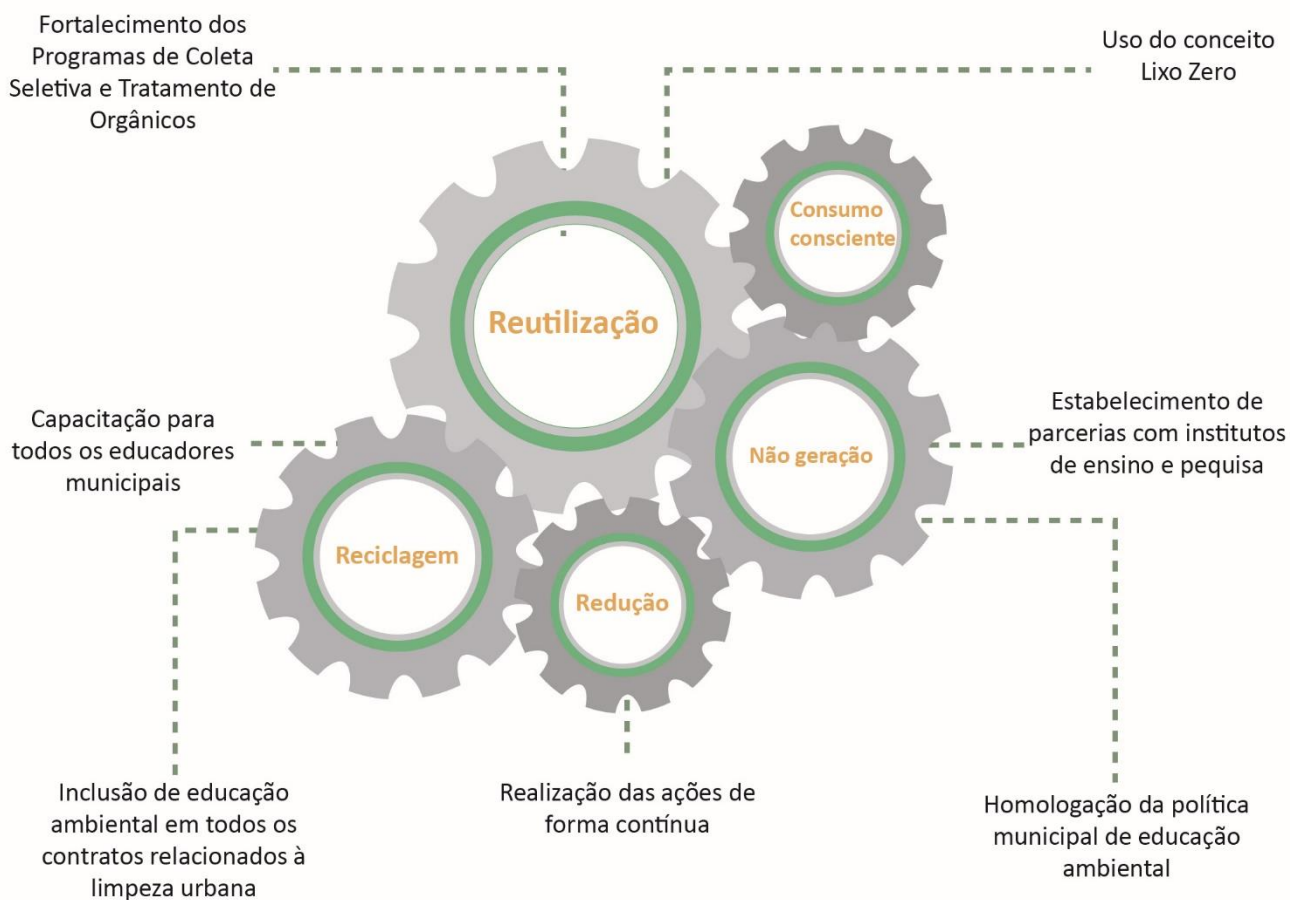 Fortalecimento dos
Programas de Coleta
Seletiva e Tratamento de
Orgânicos
Uso do conceito
Lixo Zero
Consumo
consciente
Reutilização
Capacitação para
todos os educadores
municipais
Estabelecimento de
parcerias com institutos
de ensino e pequisa
Não geração
Reciclagem
Redução
Inclusão de educação
ambiental em todos os
contratos relacionados à
limpeza urbana
Realização das ações de
forma contínua
Homologação da política
municipal de educação
ambiental